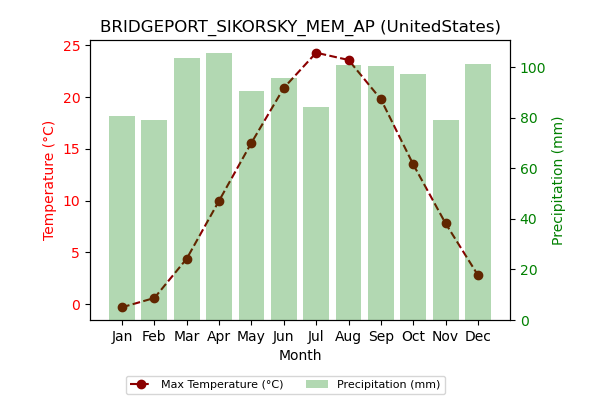 BRIDGEPORT_SIKORSKY_MEM_AP (UnitedStates)
25
20
15
10
5
0
Temperature (°C)
100
80
60
40
20
0
Precipitation (mm)
Jan Feb Mar Apr May Jun Jul Aug Sep Oct Nov Dec
Month
Max Temperature (°C) Precipitation (mm)